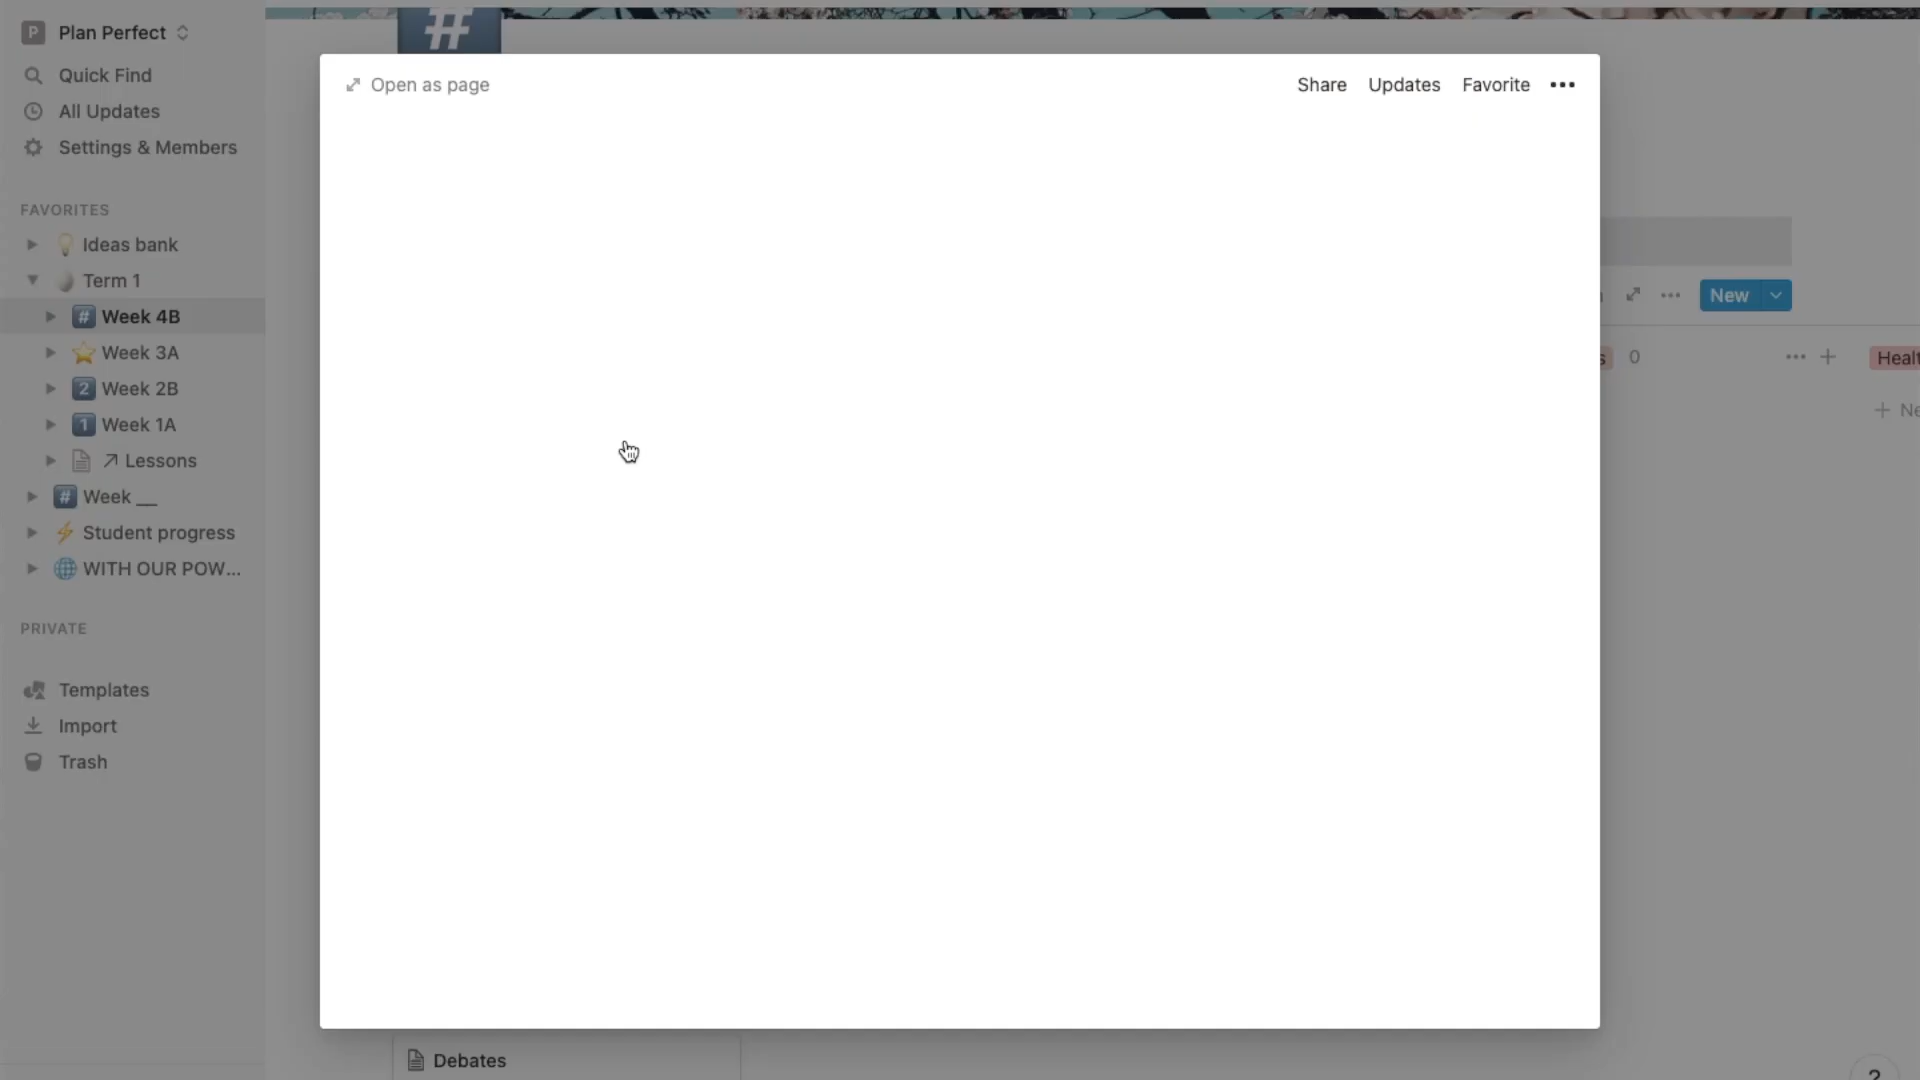 P Plan Perfect
Quick Find
All Updates
Settings & Members
FAVORITES
Ideas bank
Term 1
# Week 4B
Week 3A
2 Week 2B
1 Week 1A
Lessons
# Week __
Student progress
WITH OUR POW...
PRIVATE
Templates
Import
Trash
#
Open as page
Share Updates Favorite
New
0
Debates
?